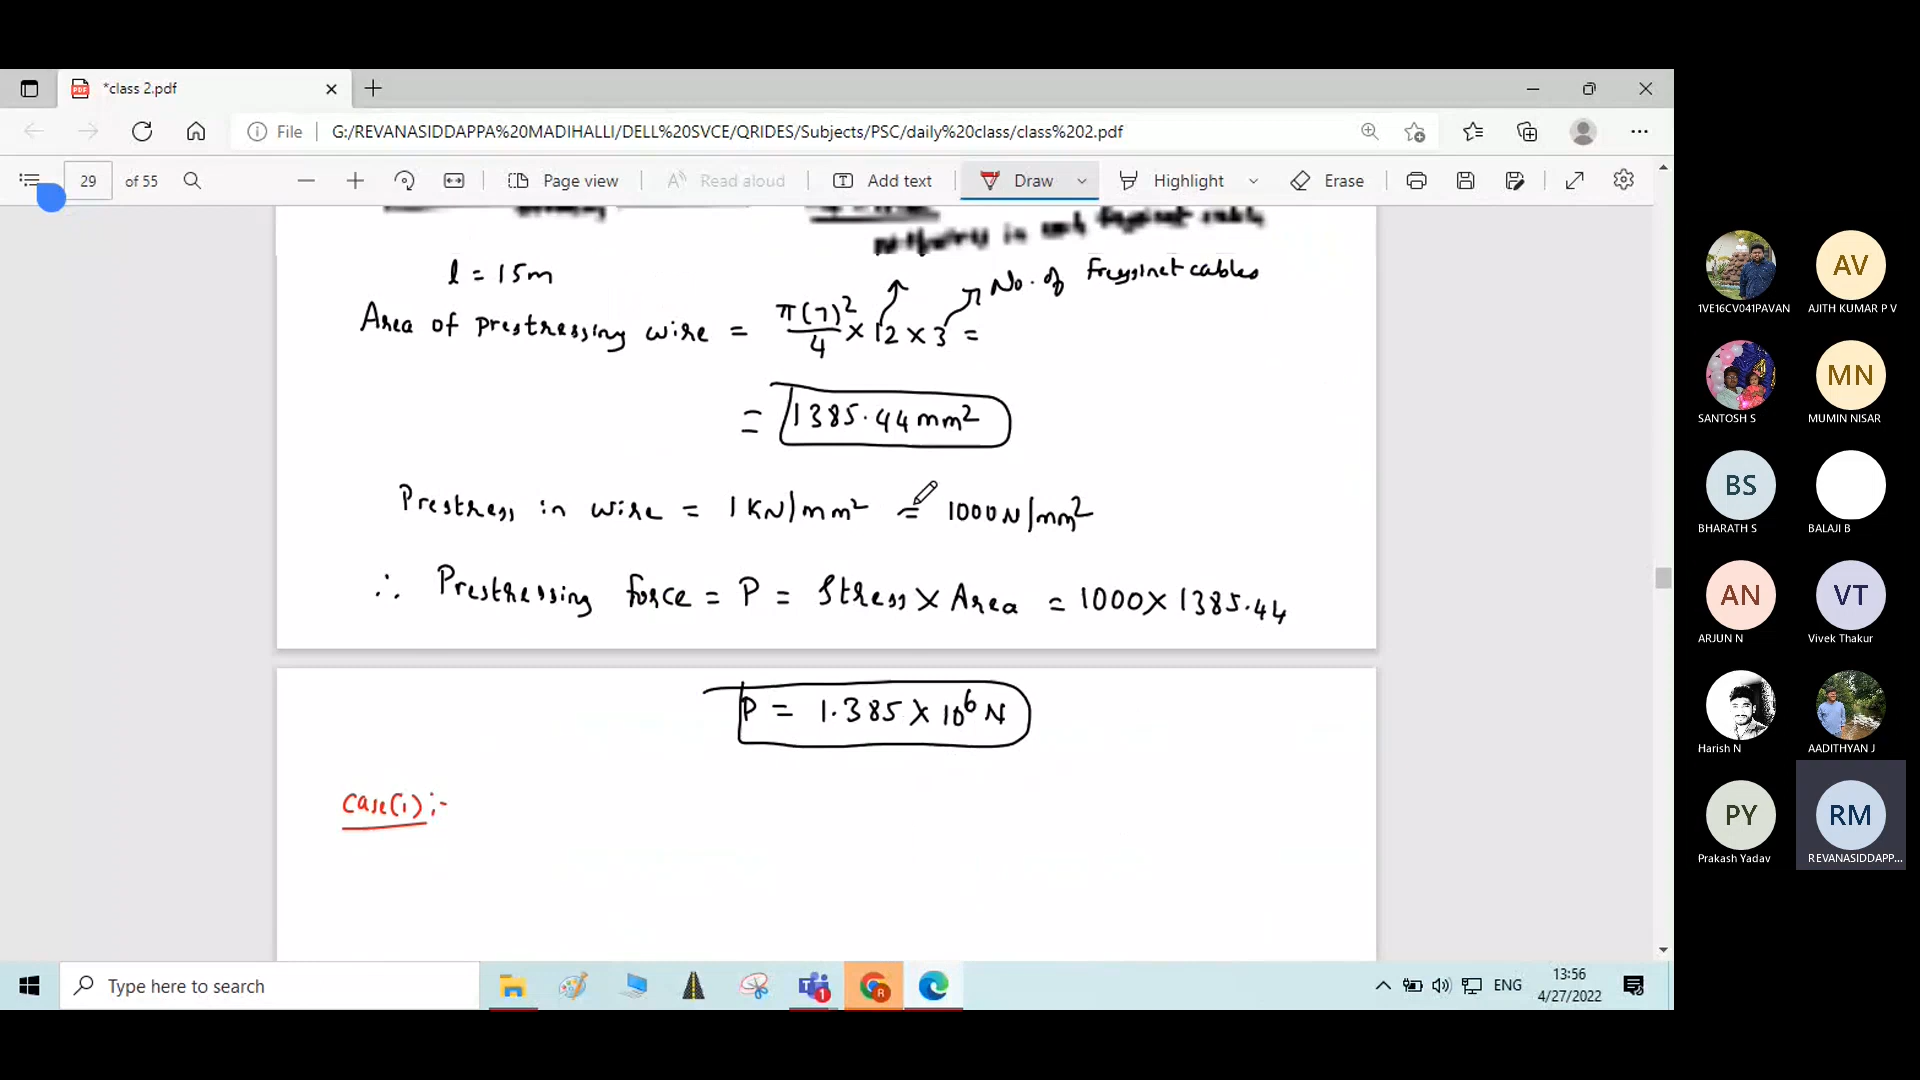 *class 2.pdf
File | G:/REVANASIDDAPPA%20MADIHALLI/DELL%20SVCE/QRIDES/Subjects/PSC/daily%20class/class%202.pdf
29 of 55 Page view Read aloud Add text Draw Highlight Erase
l = 15m
No. of Freyssinet cables
Area of prestressing wire = π(7)²/4 × 12 × 3 =
= 1385.44 mm²
Prestress in wire = 1 KN/mm² = 1000 N/mm²
∴ Prestressing force = P = Stress × Area = 1000 × 1385.44
P = 1.385 × 10⁶ N
Case(i):-
1VE16CV041PAVAN
AV
AJITH KUMAR P V
SANTOSH S
MN
MUMIN NISAR
BS
BHARATH S
BALAJI B
AN
ARJUN N
VT
Vivek Thakur
Harish N
AADITHYAN J
PY
Prakash Yadav
RM
REVANASIDDAPP...
Type here to search
1
R
ENG
13:56
4/27/2022